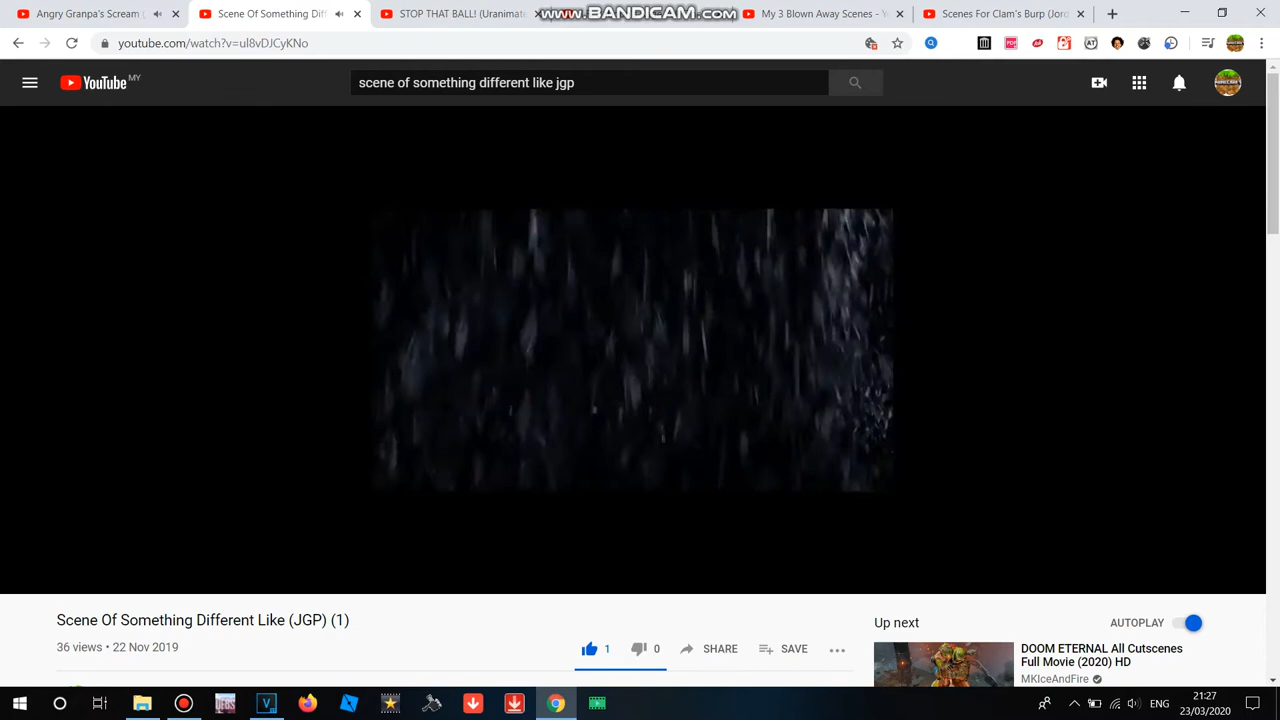 Angry Granpa's Scream
Scene Of Something Diff
STOP THAT BALL! (Uranimate
www.BANDICAM.com
My 3 Blown Away Scenes - Y
Scenes For Clam's Burp (Jord
youtube.com/watch?v=ul8vDJCyKNo
YouTube MY
scene of something different like jgp
Scene Of Something Different Like (JGP) (1)
36 views • 22 Nov 2019
1
0
SHARE
SAVE
Up next
AUTOPLAY
DOOM ETERNAL All Cutscenes
Full Movie (2020) HD
MKIceAndFire
ENG
21:27
23/03/2020